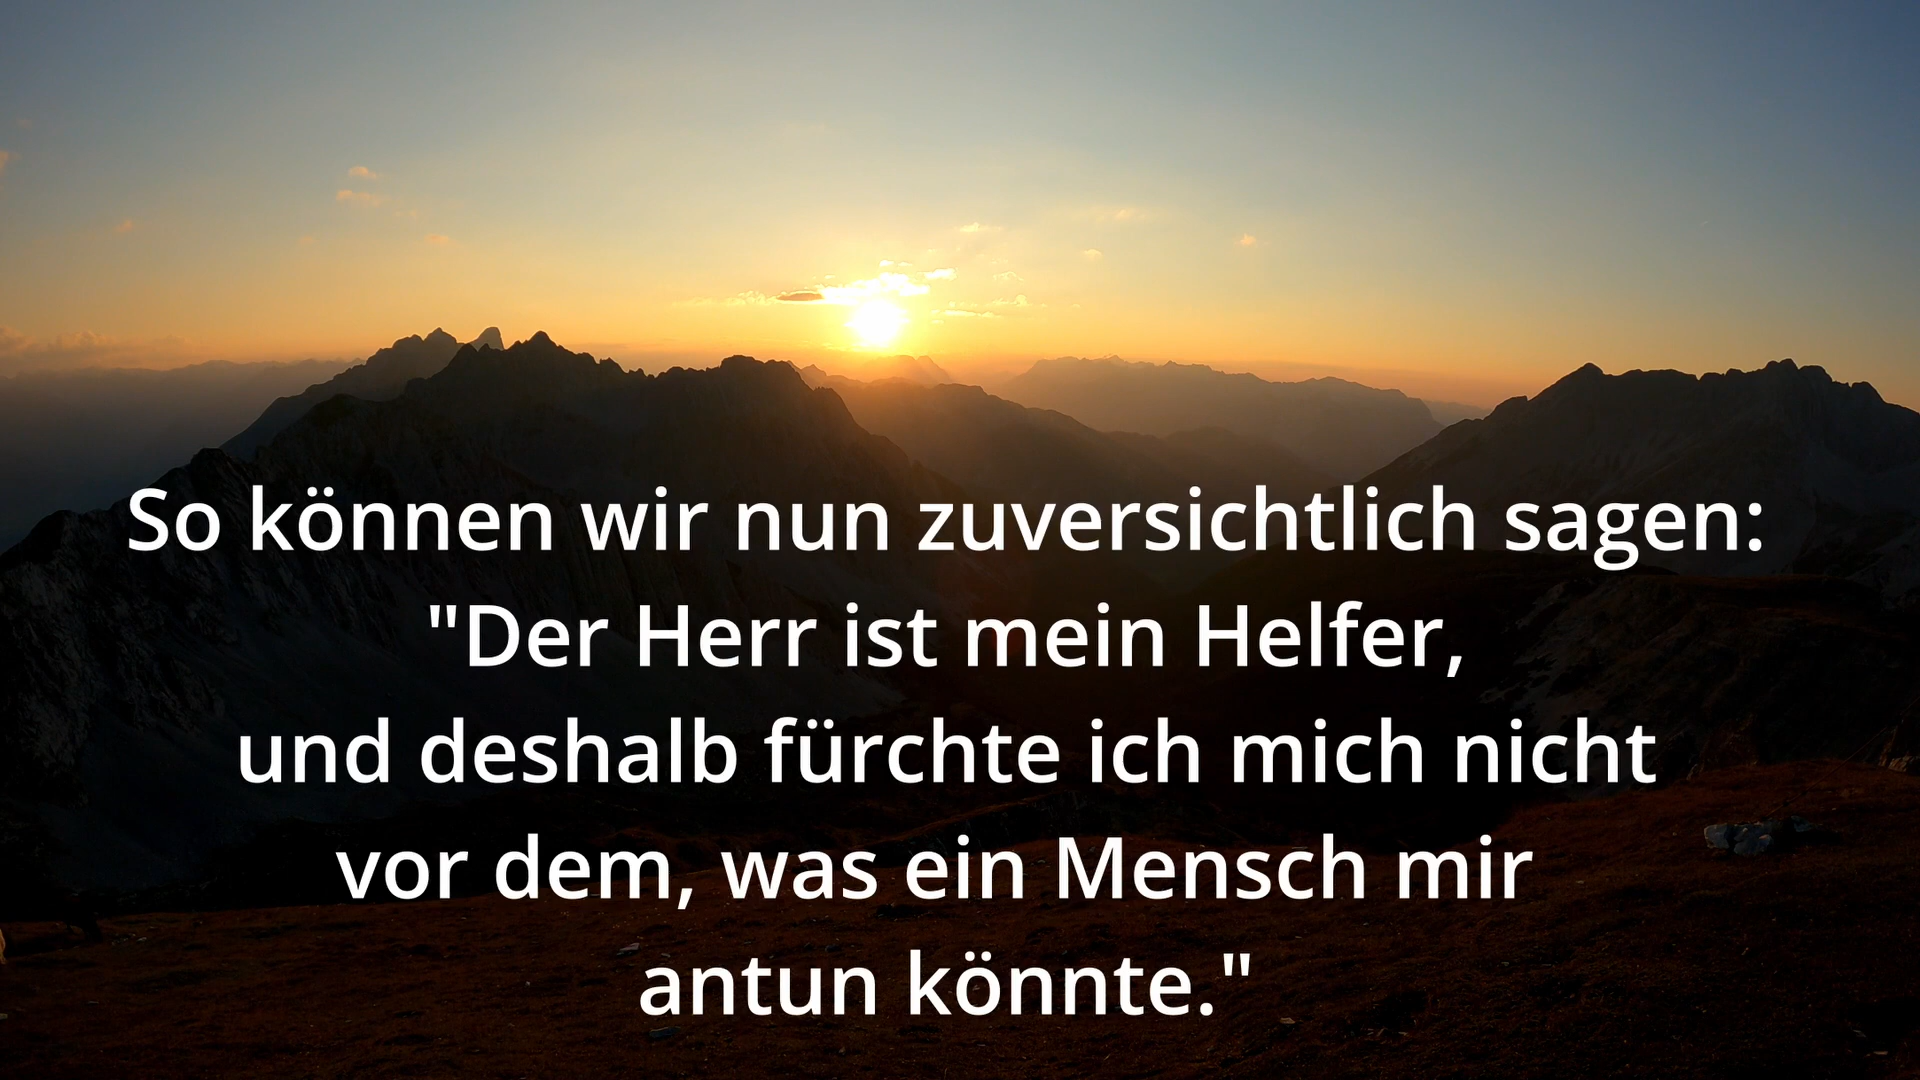 So können wir nun zuversichtlich sagen:
"Der Herr ist mein Helfer,
und deshalb fürchte ich mich nicht
vor dem, was ein Mensch mir
antun könnte."